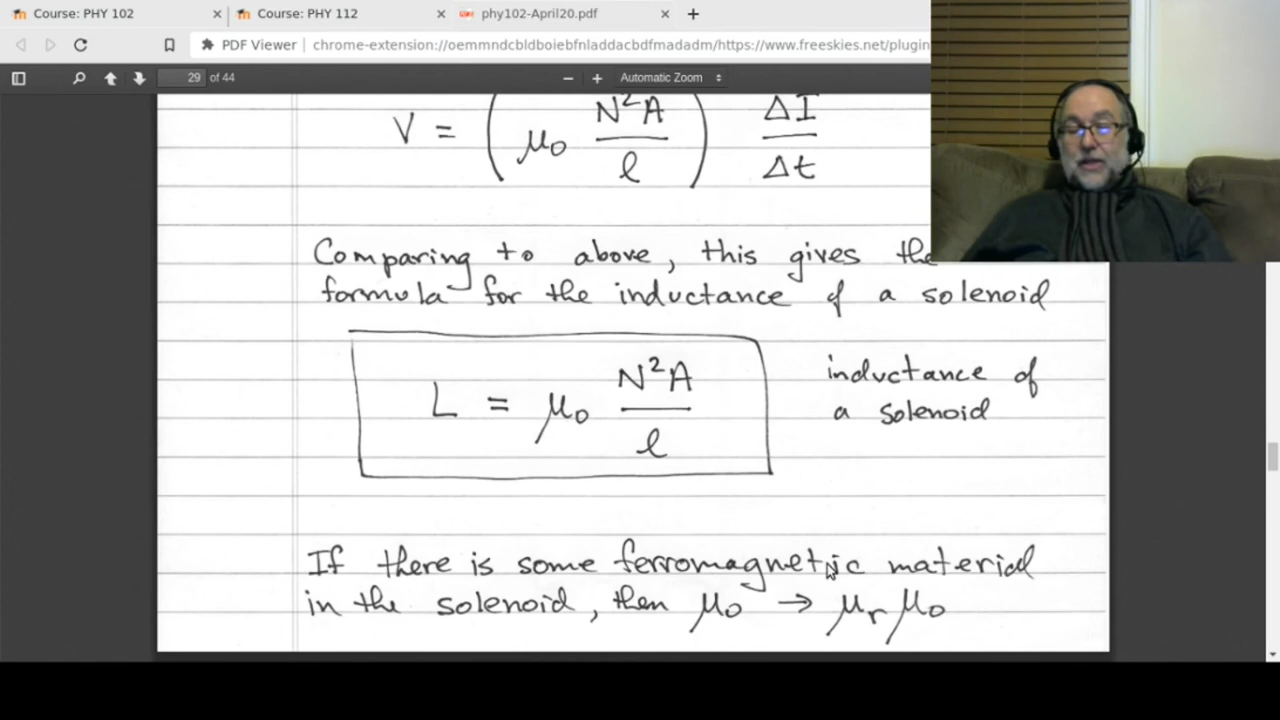 Course: PHY 102
Course: PHY 112
phy102-April20.pdf
PDF Viewer
chrome-extension://oemmndcbldboiebfnladdacbdfmadadm/https://www.freeskies.net/plugin
29 of 44
Automatic Zoom
V = ( μ₀ N²A / ℓ ) ΔI / Δt
Comparing to above, this gives the
formula for the inductance of a solenoid
L = μ₀ N²A / ℓ
inductance of
a solenoid
If there is some ferromagnetic material
in the solenoid, then μ₀ → μᵣ μ₀